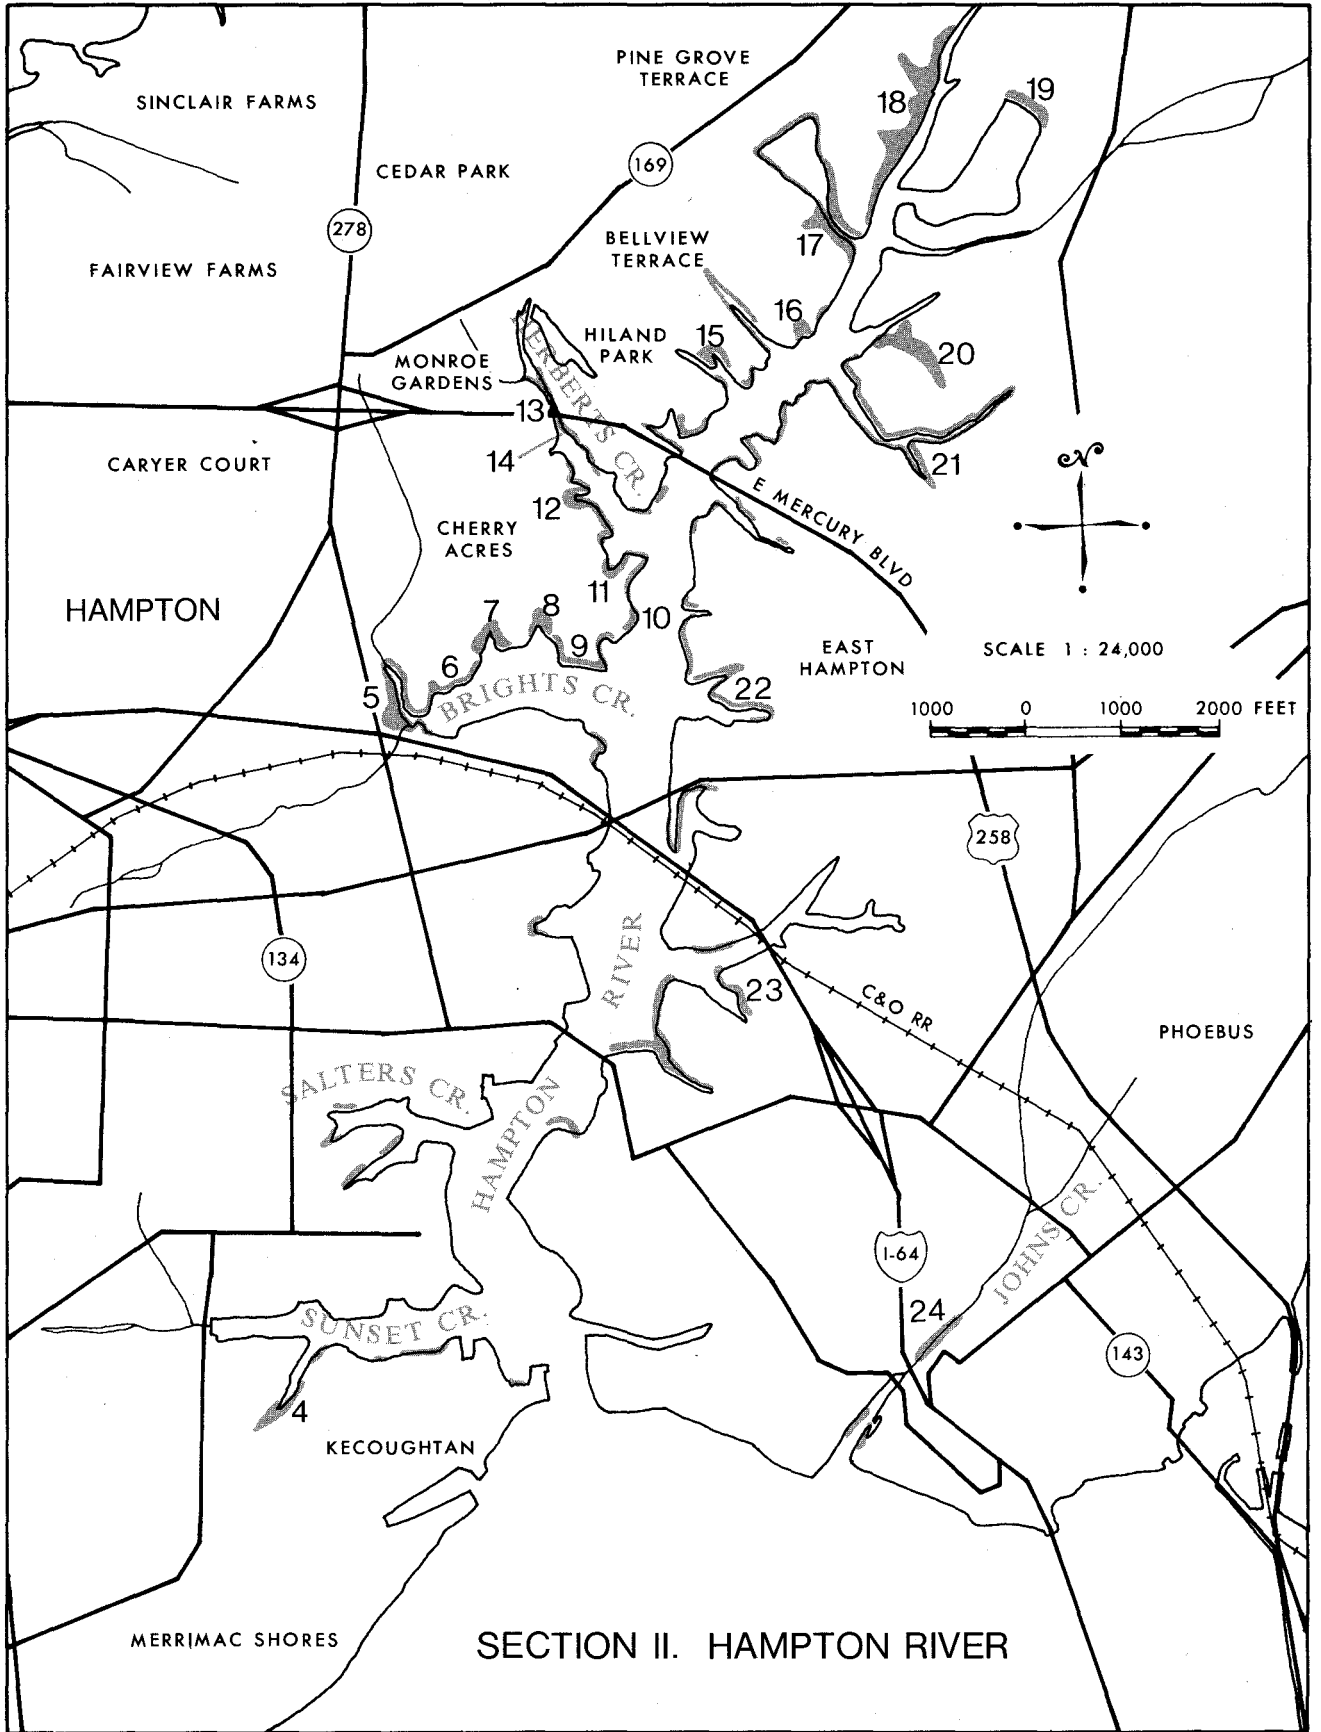 PINE GROVE
TERRACE
SINCLAIR FARMS
18
19
CEDAR PARK
169
278
BELLVIEW
TERRACE
17
FAIRVIEW FARMS
16
HERBERTS CR.
HILAND
PARK
15
20
MONROE
GARDENS
13
14
CARYER COURT
21
N
E MERCURY BLVD
12
CHERRY
ACRES
11
HAMPTON
7
8
10
9
EAST
HAMPTON
SCALE 1 : 24,000
6
5
BRIGHTS CR.
22
1000 0 1000 2000 FEET
258
134
RIVER
23
C&O RR
PHOEBUS
SALTERS CR.
HAMPTON
I-64
JOHNS CR.
24
SUNSET CR.
143
4
KECOUGHTAN
MERRIMAC SHORES
SECTION II. HAMPTON RIVER